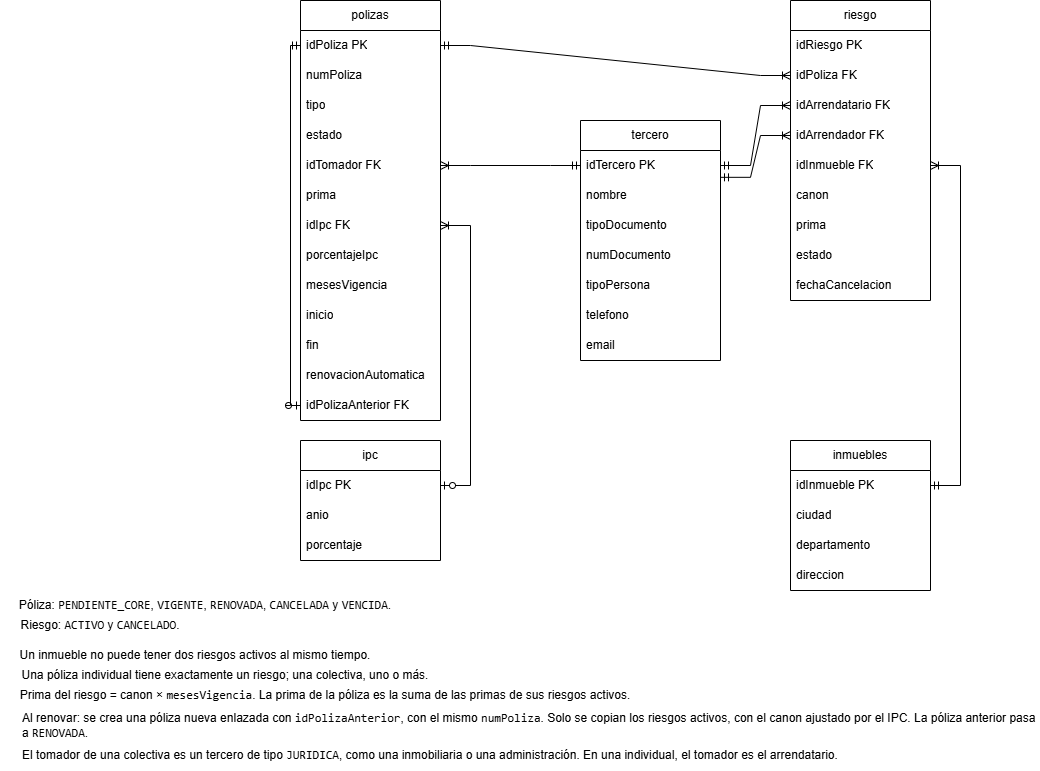 polizas
idPoliza PK
numPoliza
tipo
estado
idTomador FK
prima
idIpc FK
porcentajeIpc
mesesVigencia
inicio
fin
renovacionAutomatica
idPolizaAnterior FK
tercero
idTercero PK
nombre
tipoDocumento
numDocumento
tipoPersona
telefono
email
riesgo
idRiesgo PK
idPoliza FK
idArrendatario FK
idArrendador FK
idInmueble FK
canon
prima
estado
fechaCancelacion
ipc
idIpc PK
anio
porcentaje
inmuebles
idInmueble PK
ciudad
departamento
direccion
Póliza: PENDIENTE_CORE, VIGENTE, RENOVADA, CANCELADA y VENCIDA.
Riesgo: ACTIVO y CANCELADO.
Un inmueble no puede tener dos riesgos activos al mismo tiempo.
Una póliza individual tiene exactamente un riesgo; una colectiva, uno o más.
Prima del riesgo = canon × mesesVigencia. La prima de la póliza es la suma de las primas de sus riesgos activos.
Al renovar: se crea una póliza nueva enlazada con idPolizaAnterior, con el mismo numPoliza. Solo se copian los riesgos activos, con el canon ajustado por el IPC. La póliza anterior pasa
a RENOVADA.
El tomador de una colectiva es un tercero de tipo JURIDICA, como una inmobiliaria o una administración. En una individual, el tomador es el arrendatario.